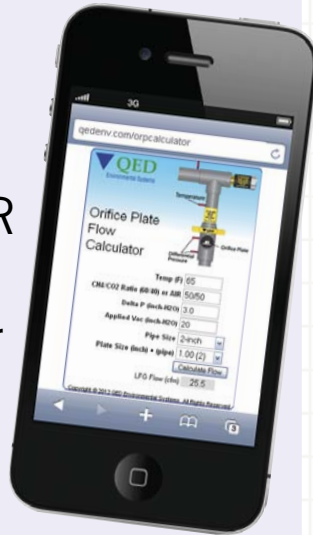 3G
qedenv.com/orpcalculator
QED
Environmental Systems
Temperature
Orifice Plate
Flow
Calculator
Differential
Pressure
Orifice Plate
Temp (F) 65
CH4/CO2 Ratio (60/40) or AIR 50/50
Delta P (inch-H2O) 3.0
Applied Vac (inch-H2O) 20
Pipe Size 2-inch
Plate Size (inch) • (pipe) 1.00 (2)
Calculate Flow
LFG Flow (cfm) 25.5
Copyright © 2012 QED Environmental Systems. All Rights Reserved.
R